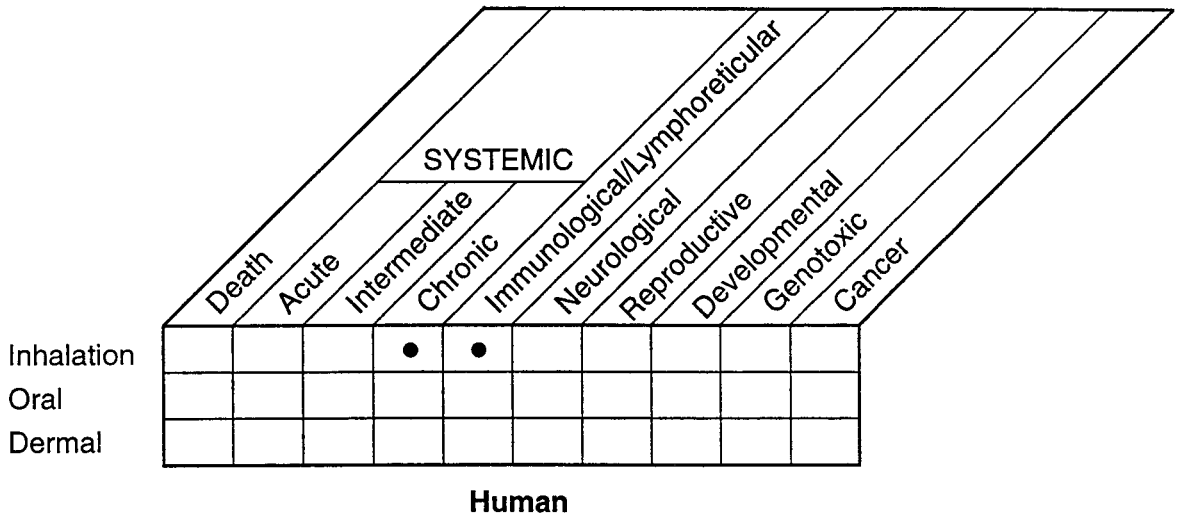 SYSTEMIC
Death
Acute
Intermediate
Chronic
Immunological/Lymphoreticular
Neurological
Reproductive
Developmental
Genotoxic
Cancer
Inhalation
Oral
Dermal
Human